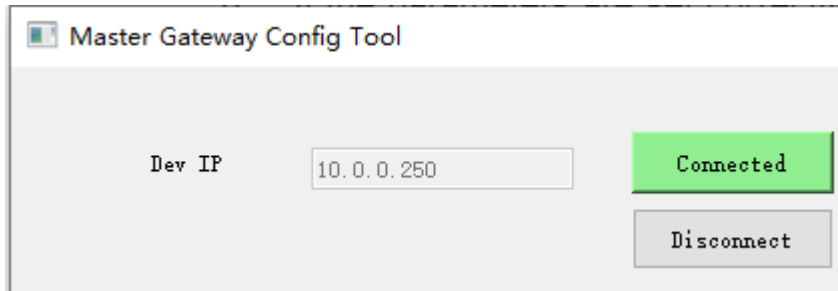 Master Gateway Config Tool
Dev IP
10.0.0.250
Connected
Disconnect